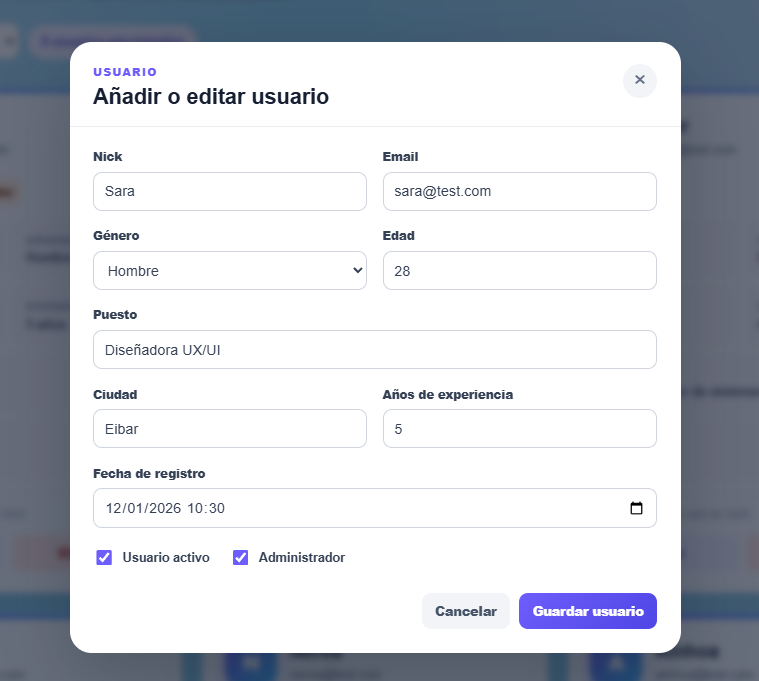 USUARIO
Añadir o editar usuario
✕
Nick
Email
Sara
sara@test.com
Género
Edad
Hombre
28
Puesto
Diseñadora UX/UI
Ciudad
Años de experiencia
Eibar
5
Fecha de registro
12/01/2026 10:30
Usuario activo
Administrador
Cancelar
Guardar usuario